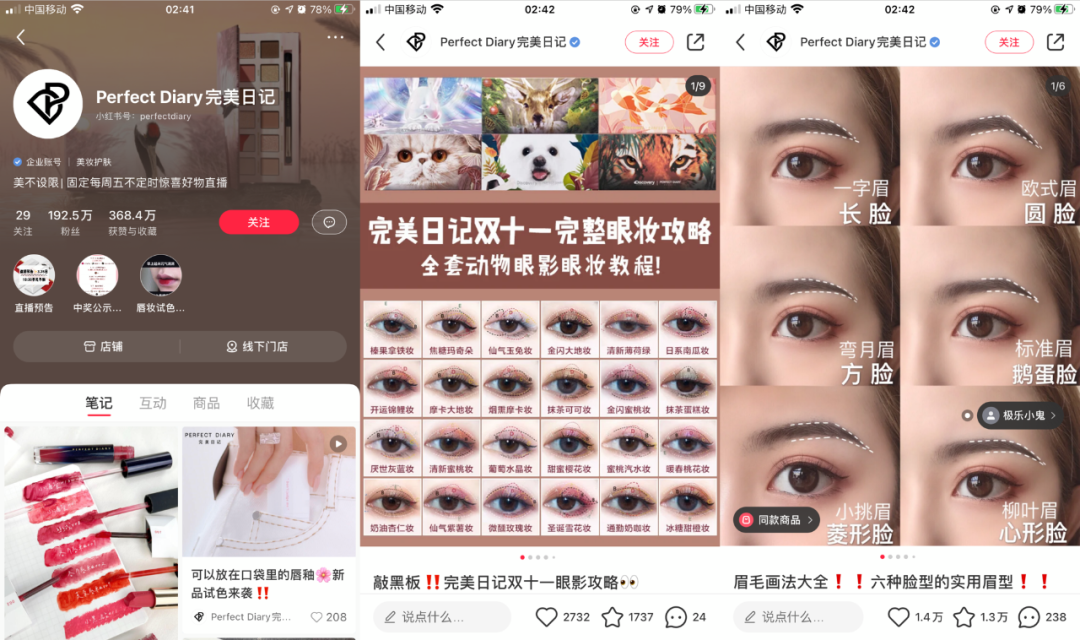 中国移动
02:41
78%
Perfect Diary完美日记
小红书号：perfectdiary
企业账号 | 美妆护肤
美不设限| 固定每周五不定时惊喜好物直播
29 192.5万 368.4万
关注 粉丝 获赞与收藏
关注
直播预告 中奖公示... 唇妆试色...
店铺 | 线下门店
笔记 互动 商品 收藏
PERFECT DIARY
PERFECT DIARY
完美日记
可以放在口袋里的唇釉🌸新
品试色来袭‼️
Perfect Diary完... 208
中国移动
02:42
79%
Perfect Diary完美日记
关注
1/9
Discovery
PERFECT DIARY
完美日记双十一完整眼妆攻略
全套动物眼影眼妆教程!
榛果拿铁妆 焦糖玛奇朵 仙气玉兔妆 金闪大地妆 清新薄荷绿 日系南瓜妆
开运锦鲤妆 摩卡大地妆 烟里摩卡妆 抹茶可可妆 金闪蜜桃妆 抹茶蛋糕妆
厌世灰蓝妆 清新蜜桃妆 葡萄水晶妆 甜蜜樱花妆 蜜桃汽水妆 暖春桃花妆
奶油杏仁妆 仙气紫薯妆 微醺玫瑰妆 圣诞雪花妆 通勤奶咖妆 冰糖甜橙妆
敲黑板‼️完美日记双十一眼影攻略👀
说点什么...
2732
1737
24
中国移动
02:42
79%
Perfect Diary完美日记
关注
1/6
一字眉
长 脸
欧式眉
圆 脸
弯月眉
方 脸
标准眉
鹅蛋脸
极乐小鬼 >
小挑眉
菱形脸
柳叶眉
心形脸
同款商品 >
眉毛画法大全❗❗六种脸型的实用眉型❗❗
说点什么...
1.4万
1.3万
238